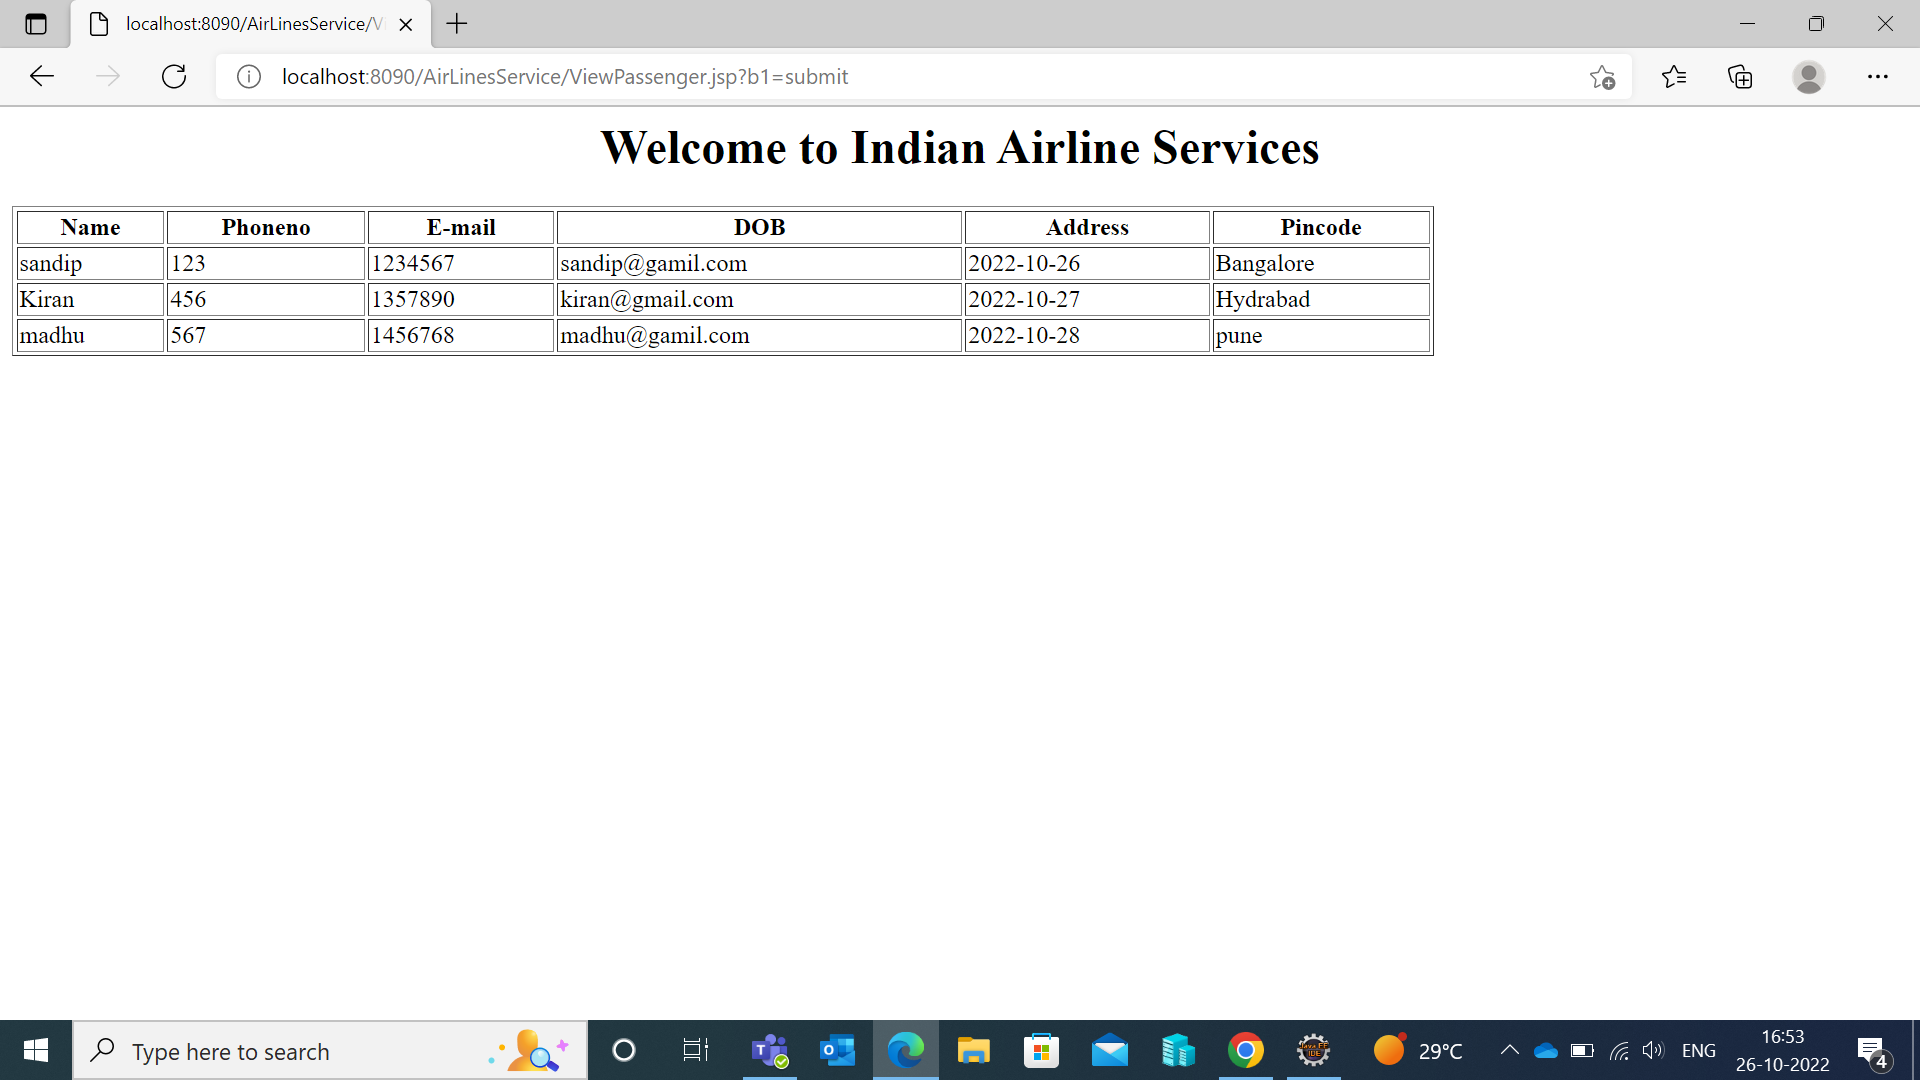 localhost:8090/AirLinesService/Vi
localhost:8090/AirLinesService/ViewPassenger.jsp?b1=submit
Welcome to Indian Airline Services
Name Phoneno E-mail DOB Address Pincode
sandip 123 1234567 sandip@gamil.com 2022-10-26 Bangalore
Kiran 456 1357890 kiran@gmail.com 2022-10-27 Hydrabad
madhu 567 1456768 madhu@gamil.com 2022-10-28 pune
Type here to search
29°C
ENG
16:53
26-10-2022
4